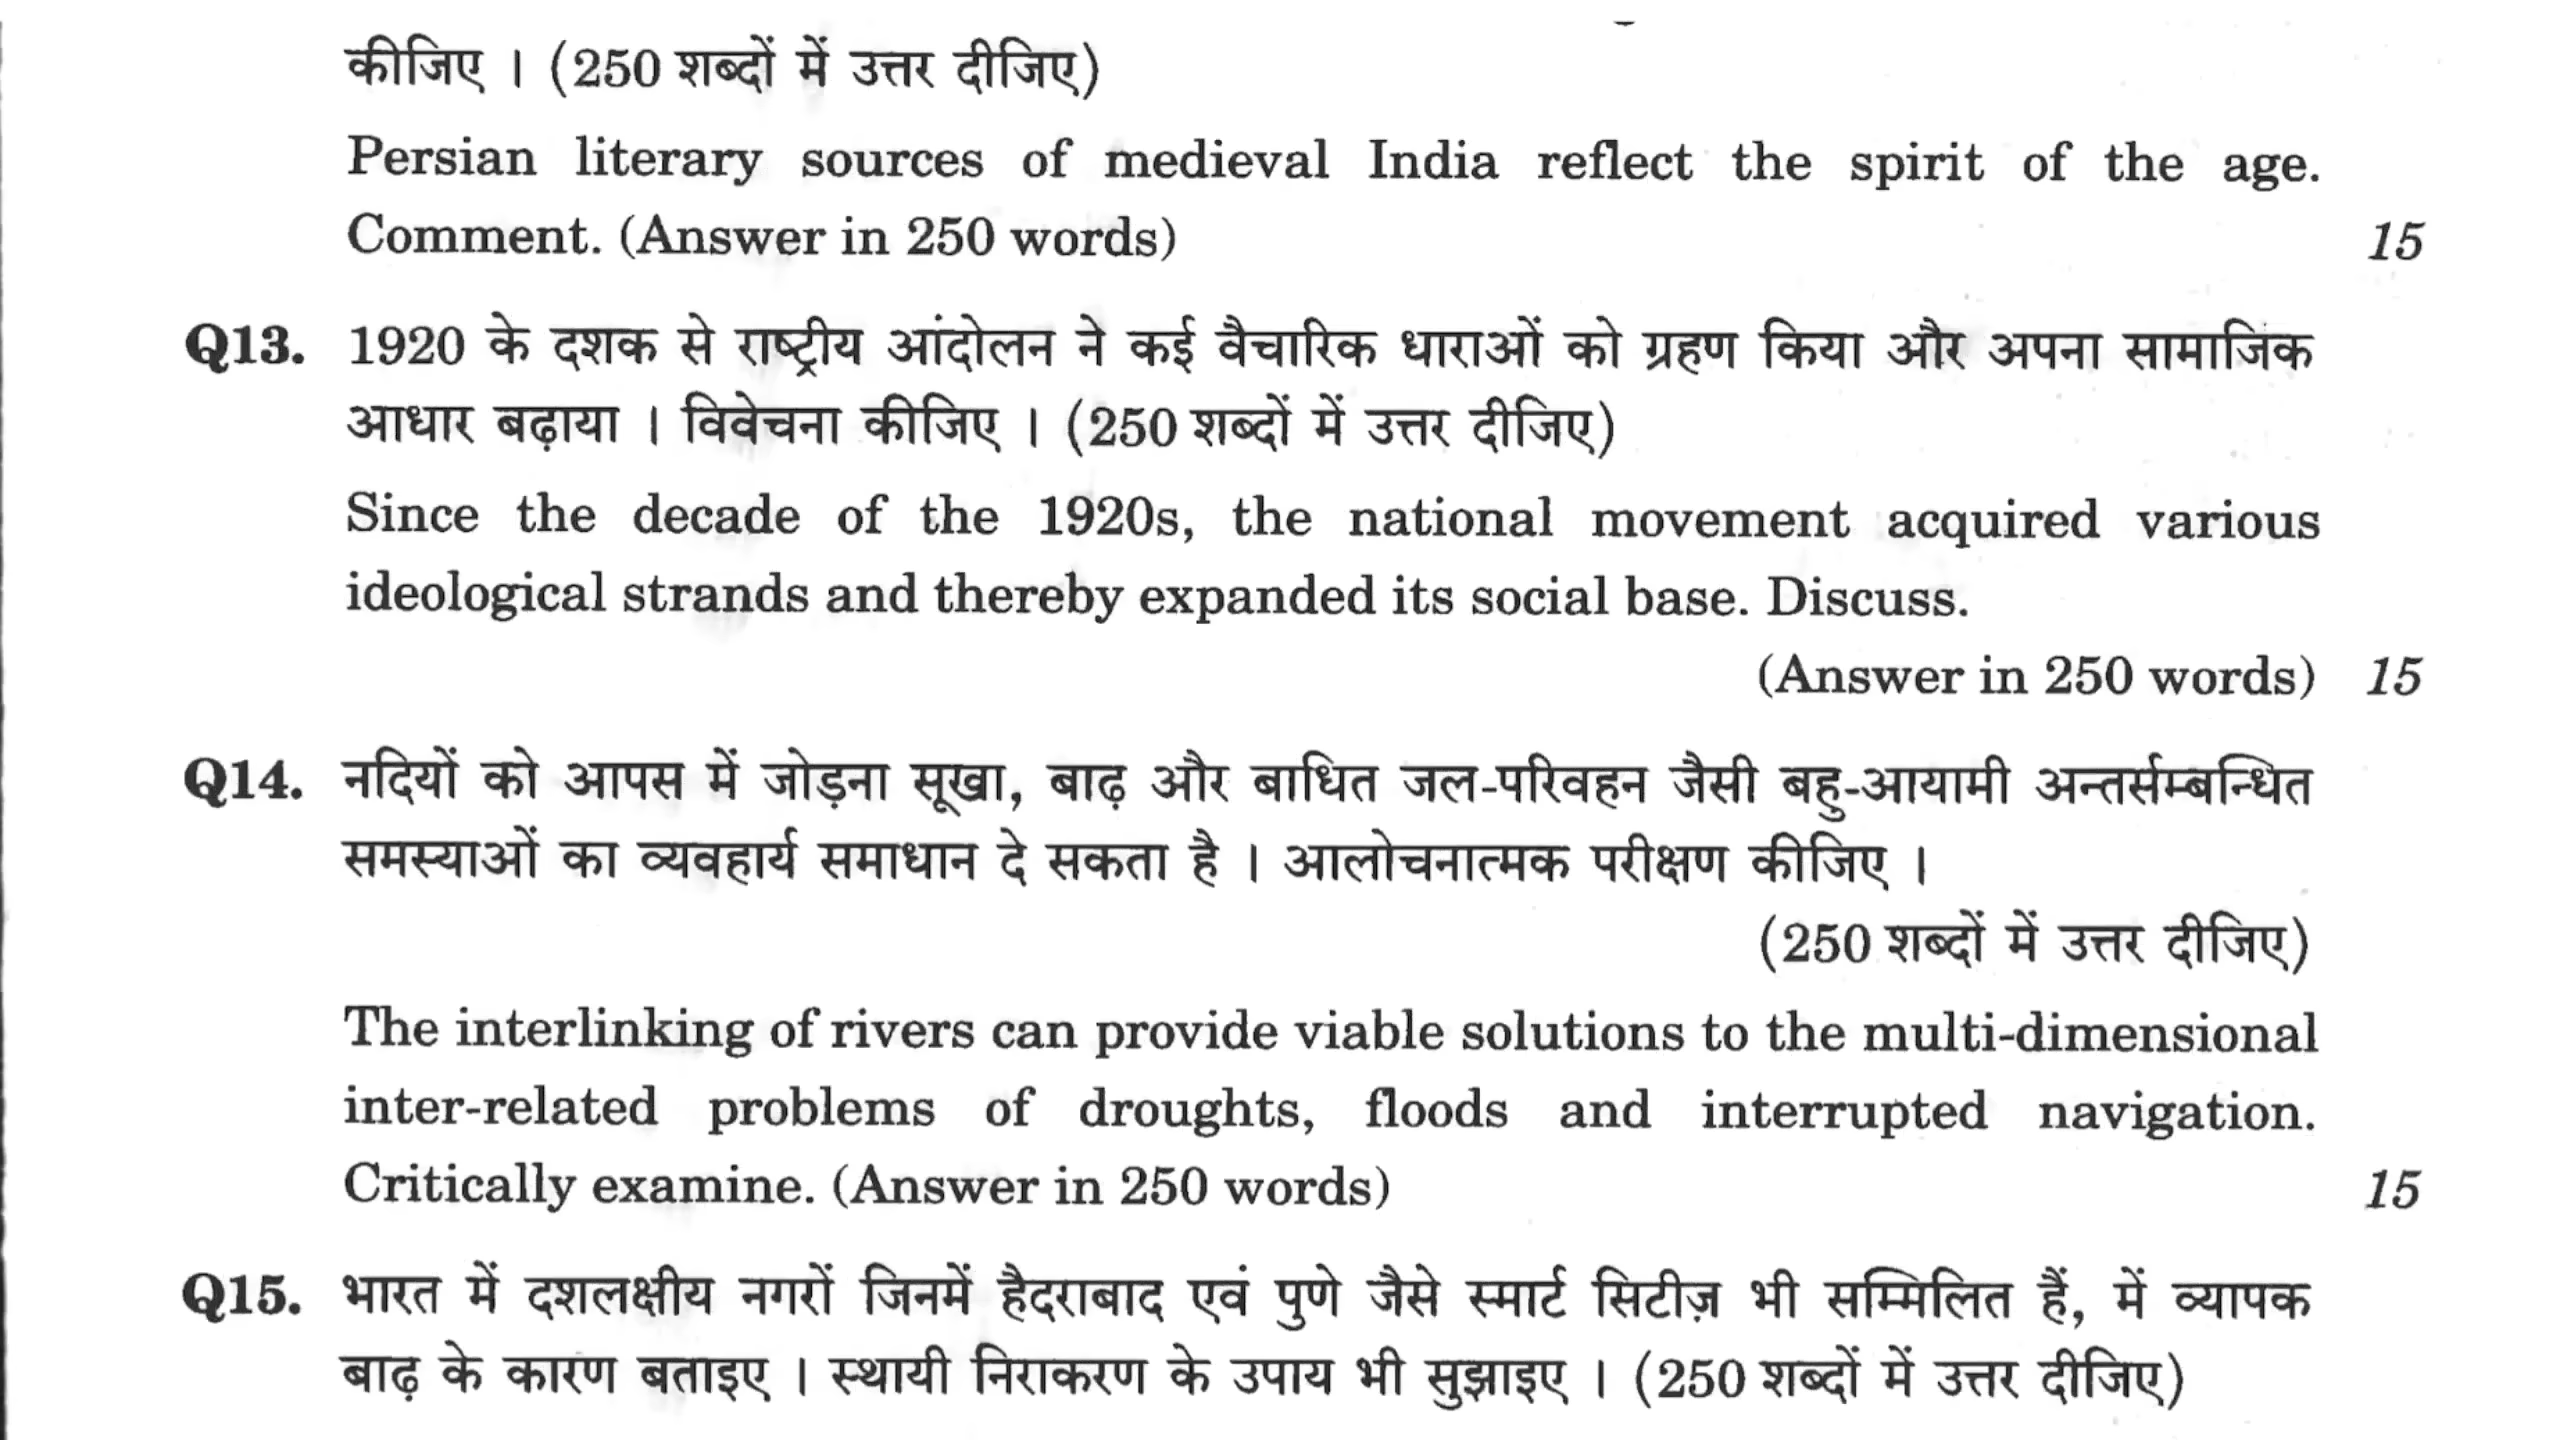 कीजिए । (250 शब्दों में उत्तर दीजिए)
Persian literary sources of medieval India reflect the spirit of the age.
Comment. (Answer in 250 words) 15
Q13. 1920 के दशक से राष्ट्रीय आंदोलन ने कई वैचारिक धाराओं को ग्रहण किया और अपना सामाजिक
आधार बढ़ाया । विवेचना कीजिए । (250 शब्दों में उत्तर दीजिए)
Since the decade of the 1920s, the national movement acquired various
ideological strands and thereby expanded its social base. Discuss.
(Answer in 250 words) 15
Q14. नदियों को आपस में जोड़ना सूखा, बाढ़ और बाधित जल-परिवहन जैसी बहु-आयामी अन्तर्सम्बन्धित
समस्याओं का व्यवहार्य समाधान दे सकता है । आलोचनात्मक परीक्षण कीजिए ।
(250 शब्दों में उत्तर दीजिए)
The interlinking of rivers can provide viable solutions to the multi-dimensional
inter-related problems of droughts, floods and interrupted navigation.
Critically examine. (Answer in 250 words) 15
Q15. भारत में दशलक्षीय नगरों जिनमें हैदराबाद एवं पुणे जैसे स्मार्ट सिटीज़ भी सम्मिलित हैं, में व्यापक
बाढ़ के कारण बताइए । स्थायी निराकरण के उपाय भी सुझाइए । (250 शब्दों में उत्तर दीजिए)